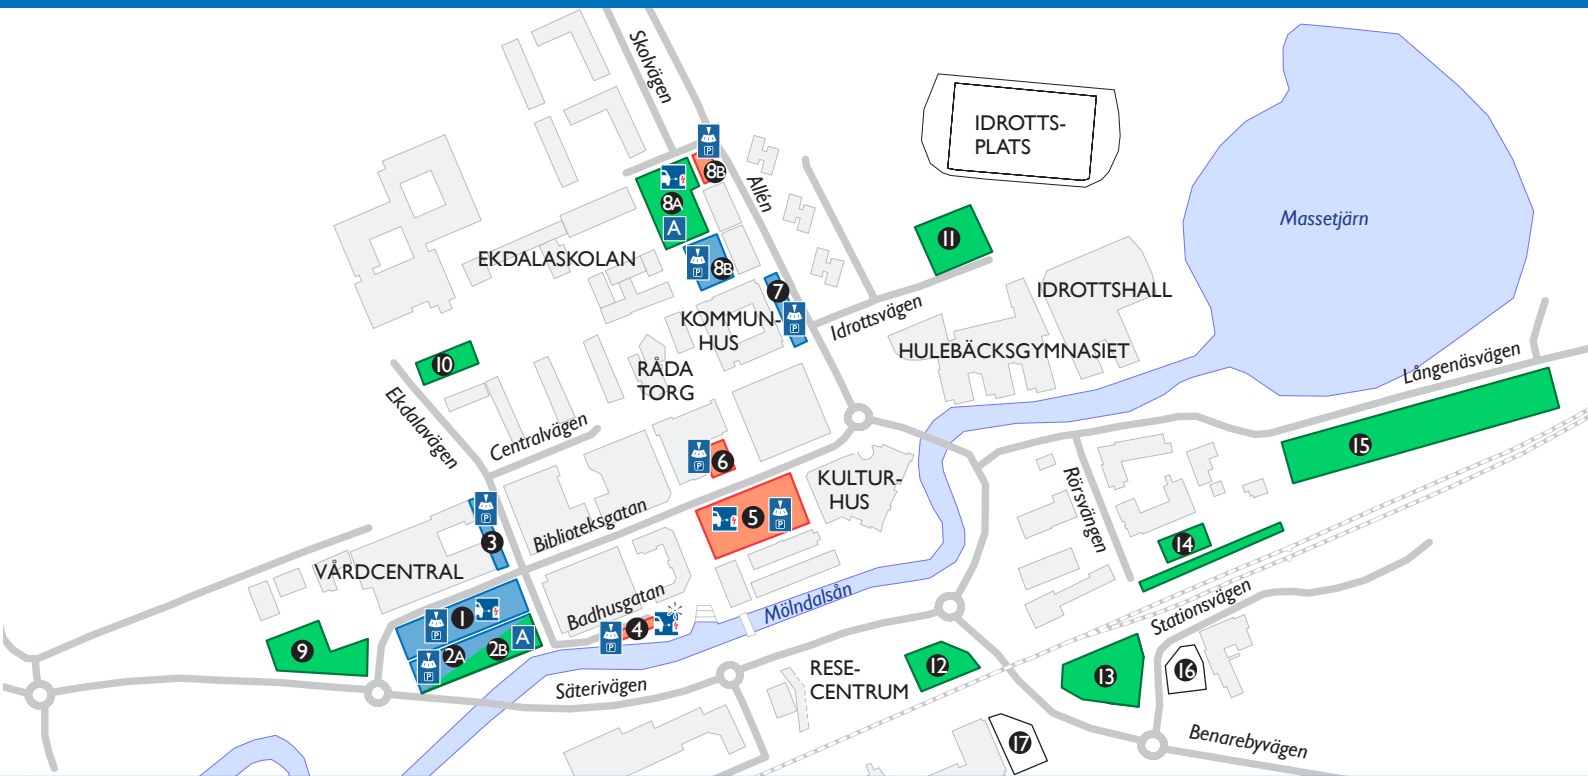 Skolvägen
IDROTTS-
PLATS
P
8B
8A
A
Allén
Massetjärn
11
EKDALASKOLAN
P
8B
7
IDROTTSHALL
P
KOMMUN-
HUS
Idrottsvägen
HULEBÄCKSGYMNASIET
Långenäsvägen
10
RÅDA
TORG
Ekdalavägen
Centralvägen
15
P
6
KULTUR-
HUS
Rörsvängen
P
3
Biblioteksgatan
5
P
14
VÅRDCENTRAL
Badhusgatan
Mölndalsån
Stationsvägen
P
1
4
P
A
9
2A
2B
P
RESE-
CENTRUM
12
13
16
Säterivägen
17
Benarebyvägen